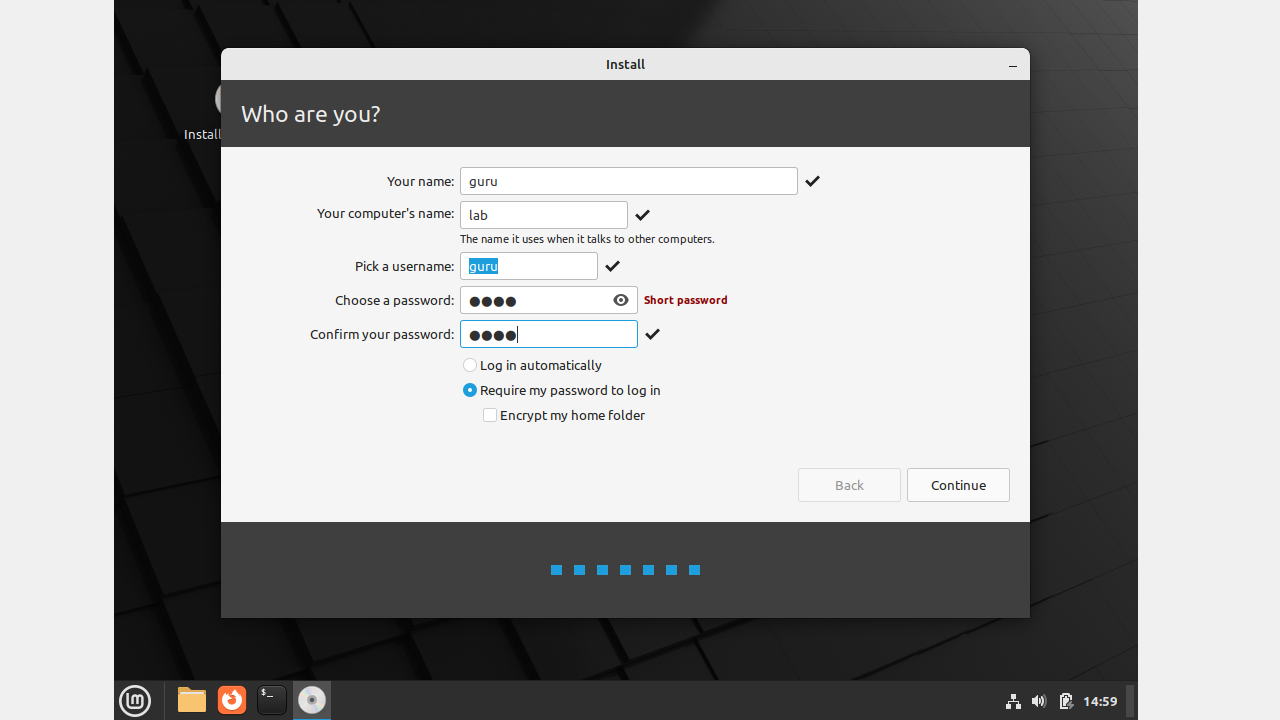 Install
Install
Who are you?
Your name: guru
Your computer's name: lab
The name it uses when it talks to other computers.
Pick a username: guru
Choose a password: ●●●● Short password
Confirm your password: ●●●●
Log in automatically
Require my password to log in
Encrypt my home folder
Back Continue
$_
14:59